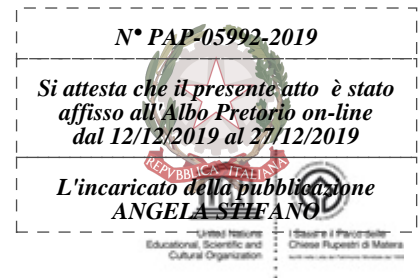 N° PAP-05992-2019
Si attesta che il presente atto è stato
affisso all'Albo Pretorio on-line
dal 12/12/2019 al 27/12/2019
L'incaricato della pubblicazione
ANGELA STIFANO
REPVBBLICA ITALIANA
United Nations
Educational, Scientific and
Cultural Organization
I Sassi e il Parco delle
Chiese Rupestri di Matera